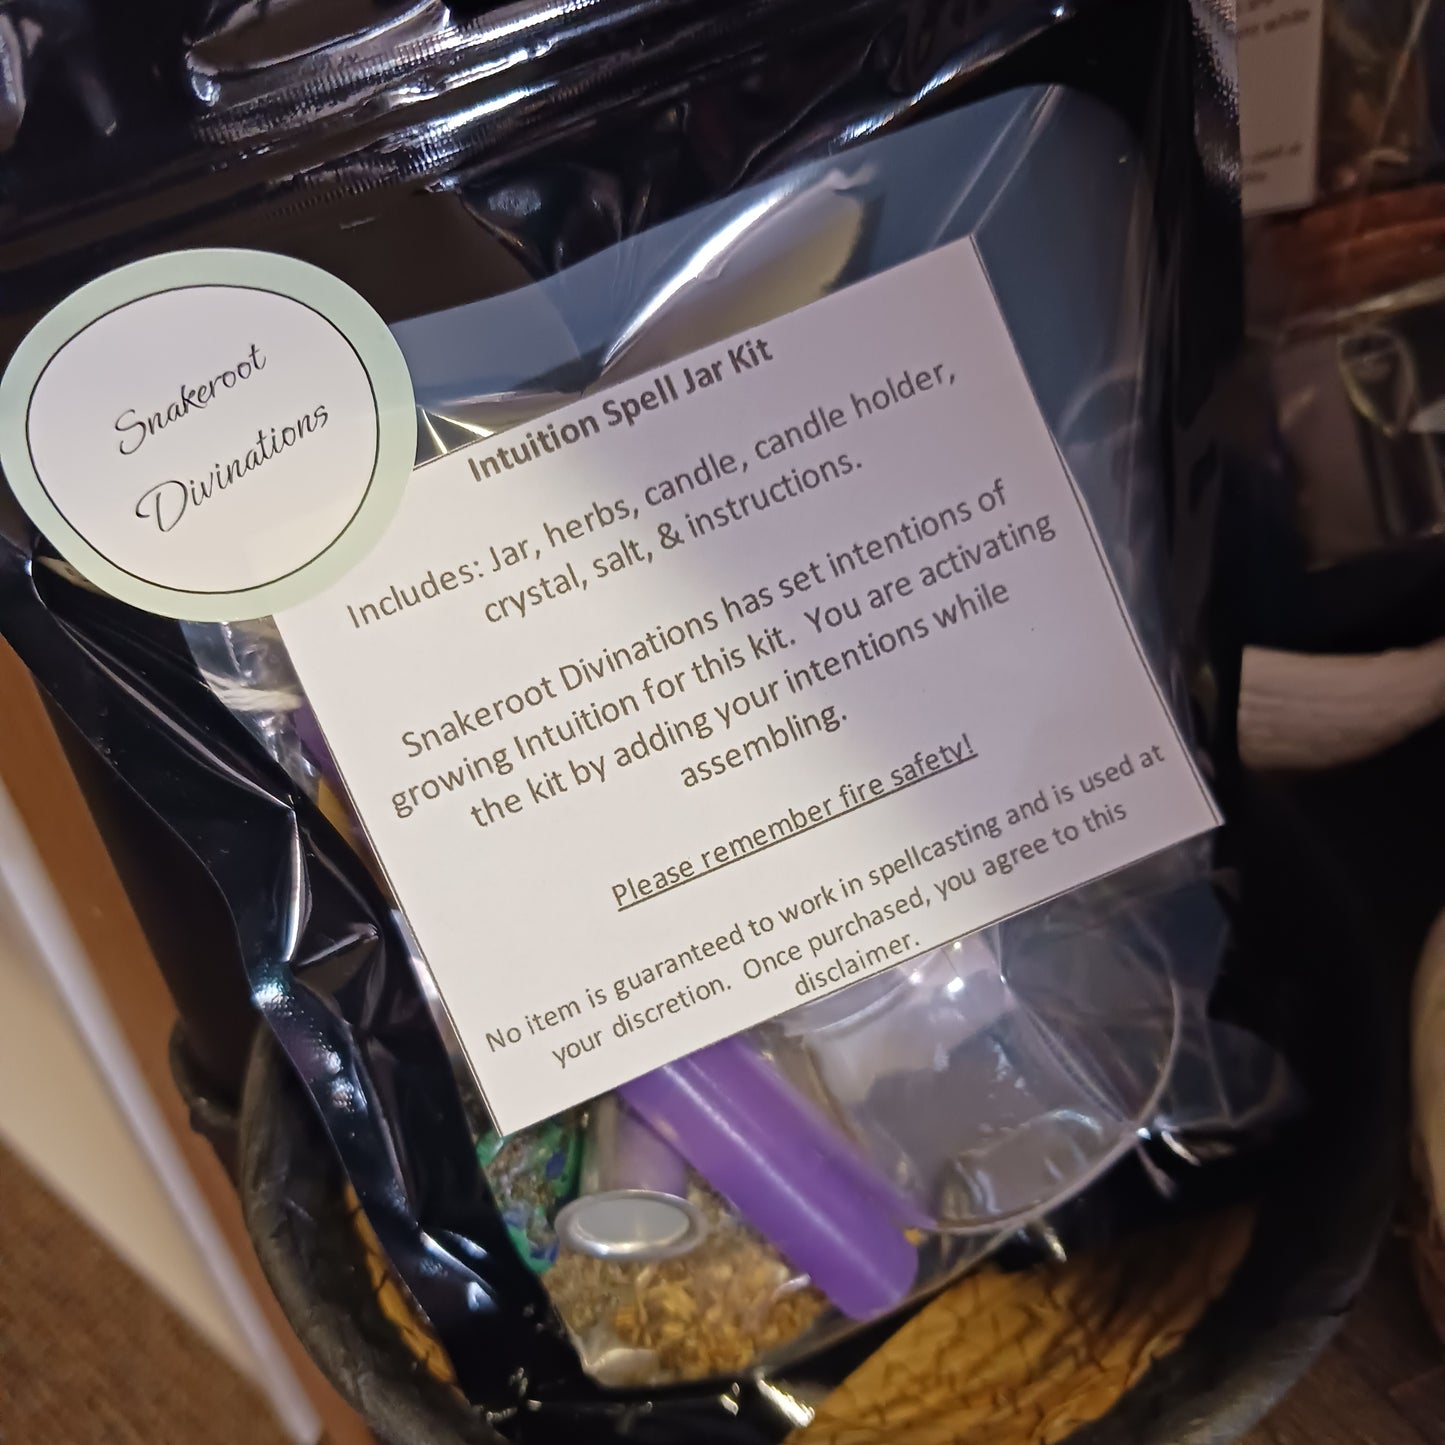 Snakeroot
Divinations
Intuition Spell Jar Kit
Includes: Jar, herbs, candle, candle holder,
crystal, salt, & instructions.
Snakeroot Divinations has set intentions of
growing Intuition for this kit. You are activating
the kit by adding your intentions while
assembling.
Please remember fire safety!
No item is guaranteed to work in spellcasting and is used at
your discretion. Once purchased, you agree to this
disclaimer.
white